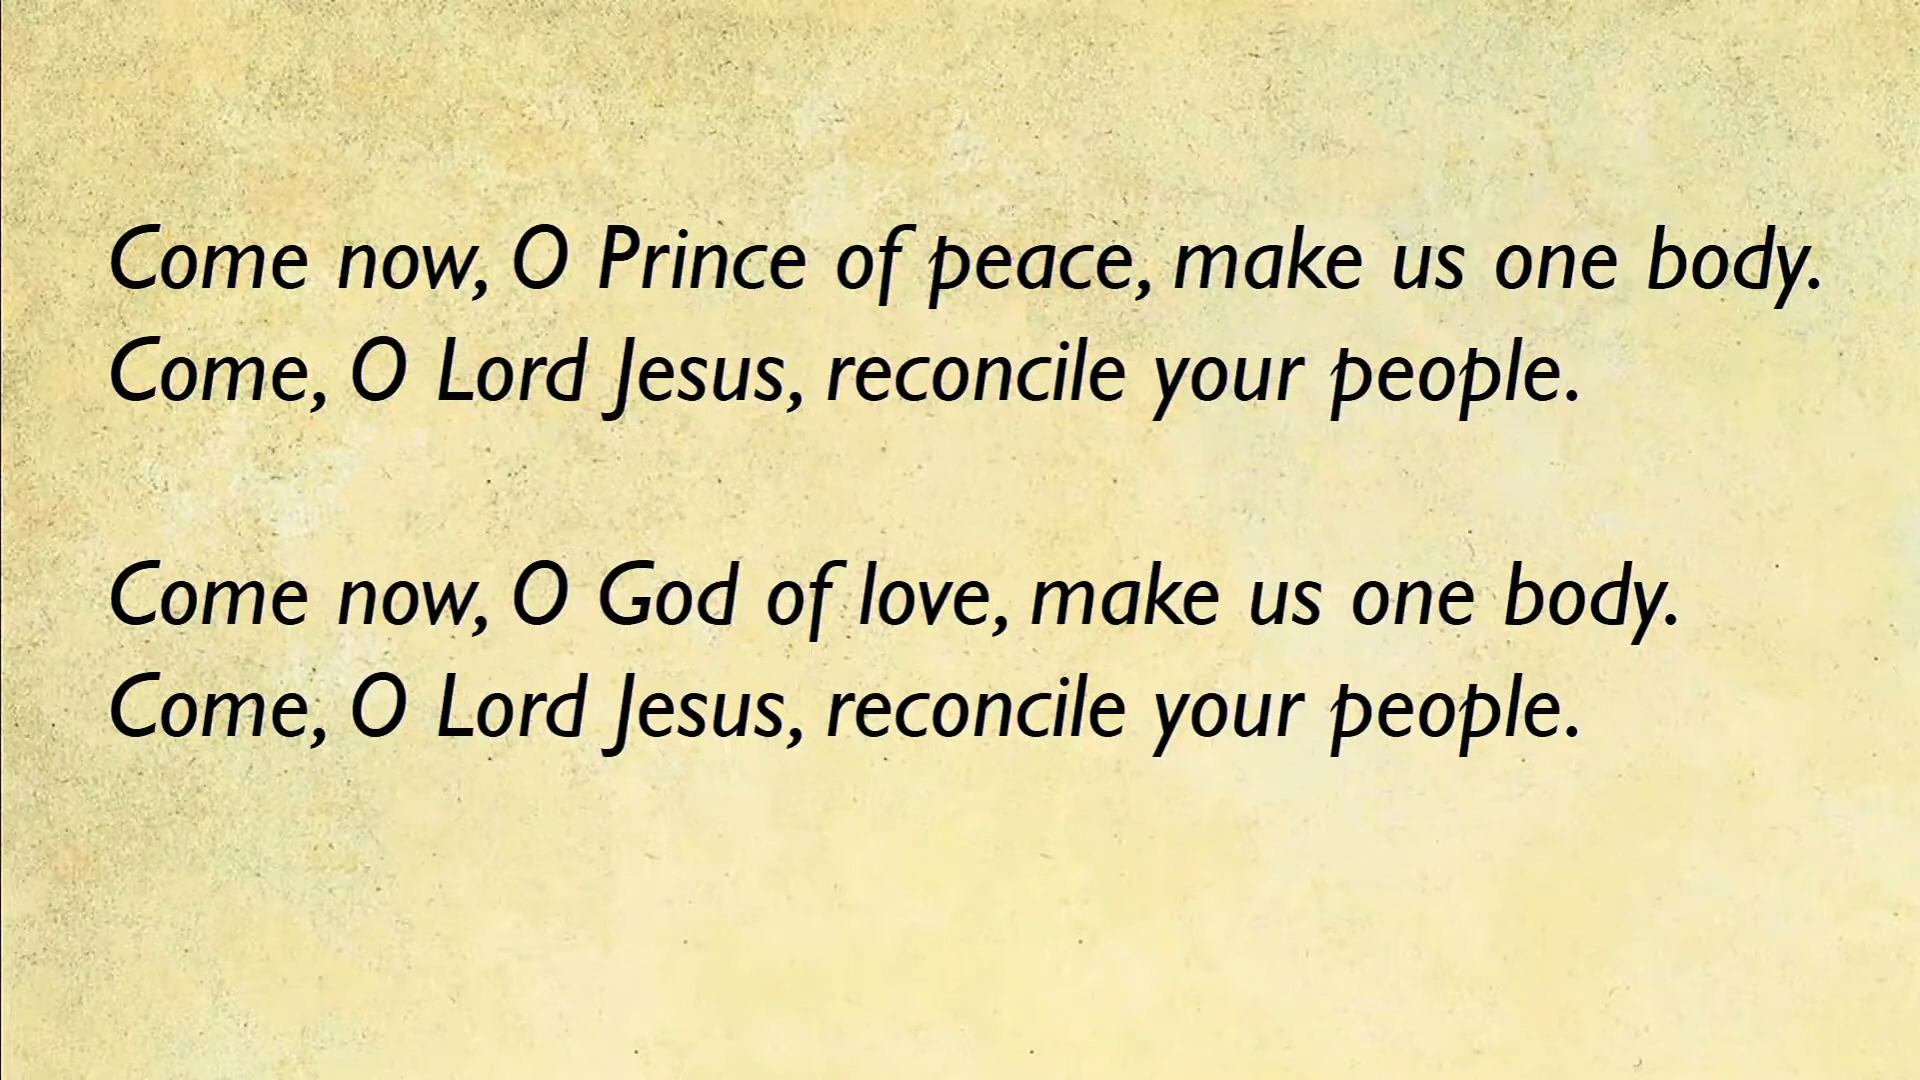 Come now, O Prince of peace, make us one body.
Come, O Lord Jesus, reconcile your people.
Come now, O God of love, make us one body.
Come, O Lord Jesus, reconcile your people.